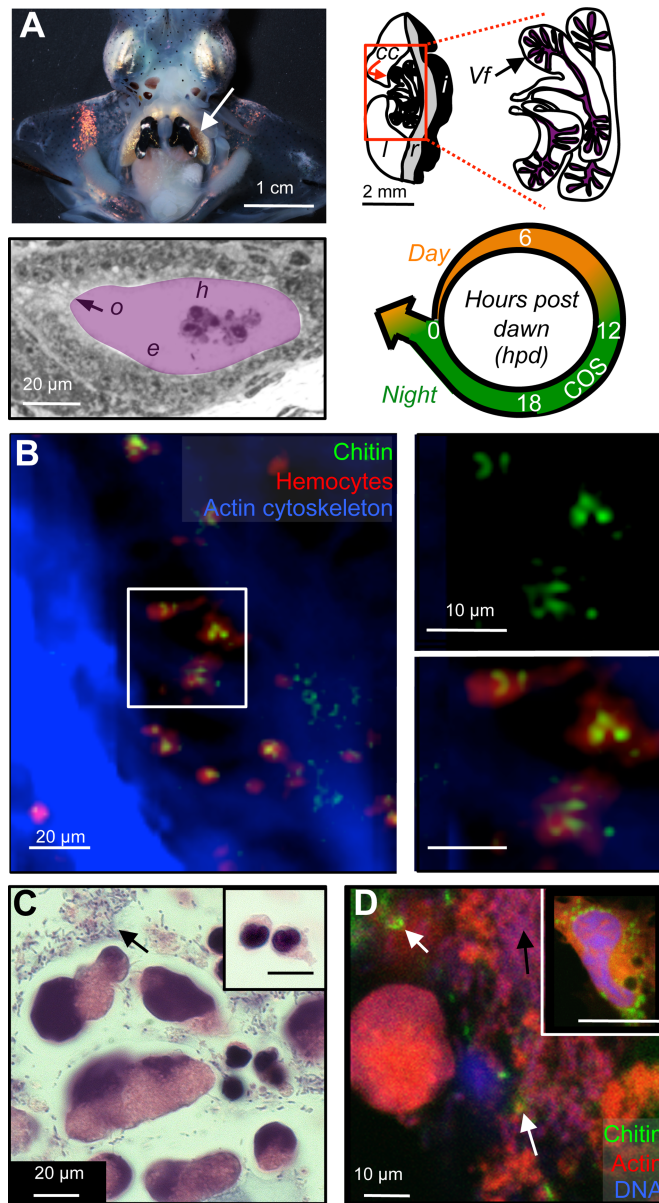 A
1 cm
cc
Vf
l
i
r
2 mm
h
o
e
20 µm
Day
6
Hours post
dawn
(hpd)
0
12
COS
18
Night
B
Chitin
Hemocytes
Actin cytoskeleton
20 µm
10 µm
C
20 µm
D
Chitin
Actin
DNA
10 µm